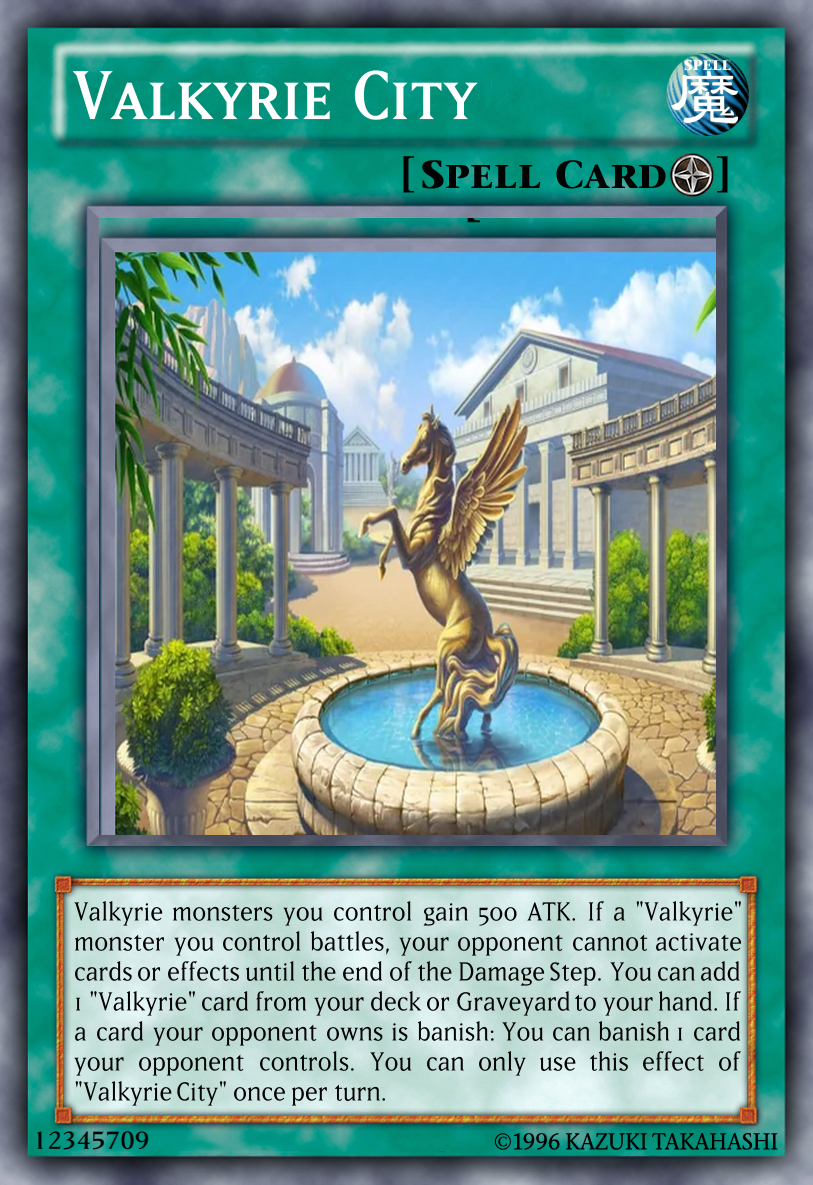 Valkyrie City
SPELL
魔
[Spell Card]
Valkyrie monsters you control gain 500 ATK. If a "Valkyrie"
monster you control battles, your opponent cannot activate
cards or effects until the end of the Damage Step. You can add
1 "Valkyrie" card from your deck or Graveyard to your hand. If
a card your opponent owns is banish: You can banish 1 card
your opponent controls. You can only use this effect of
"Valkyrie City" once per turn.
12345709
©1996 KAZUKI TAKAHASHI